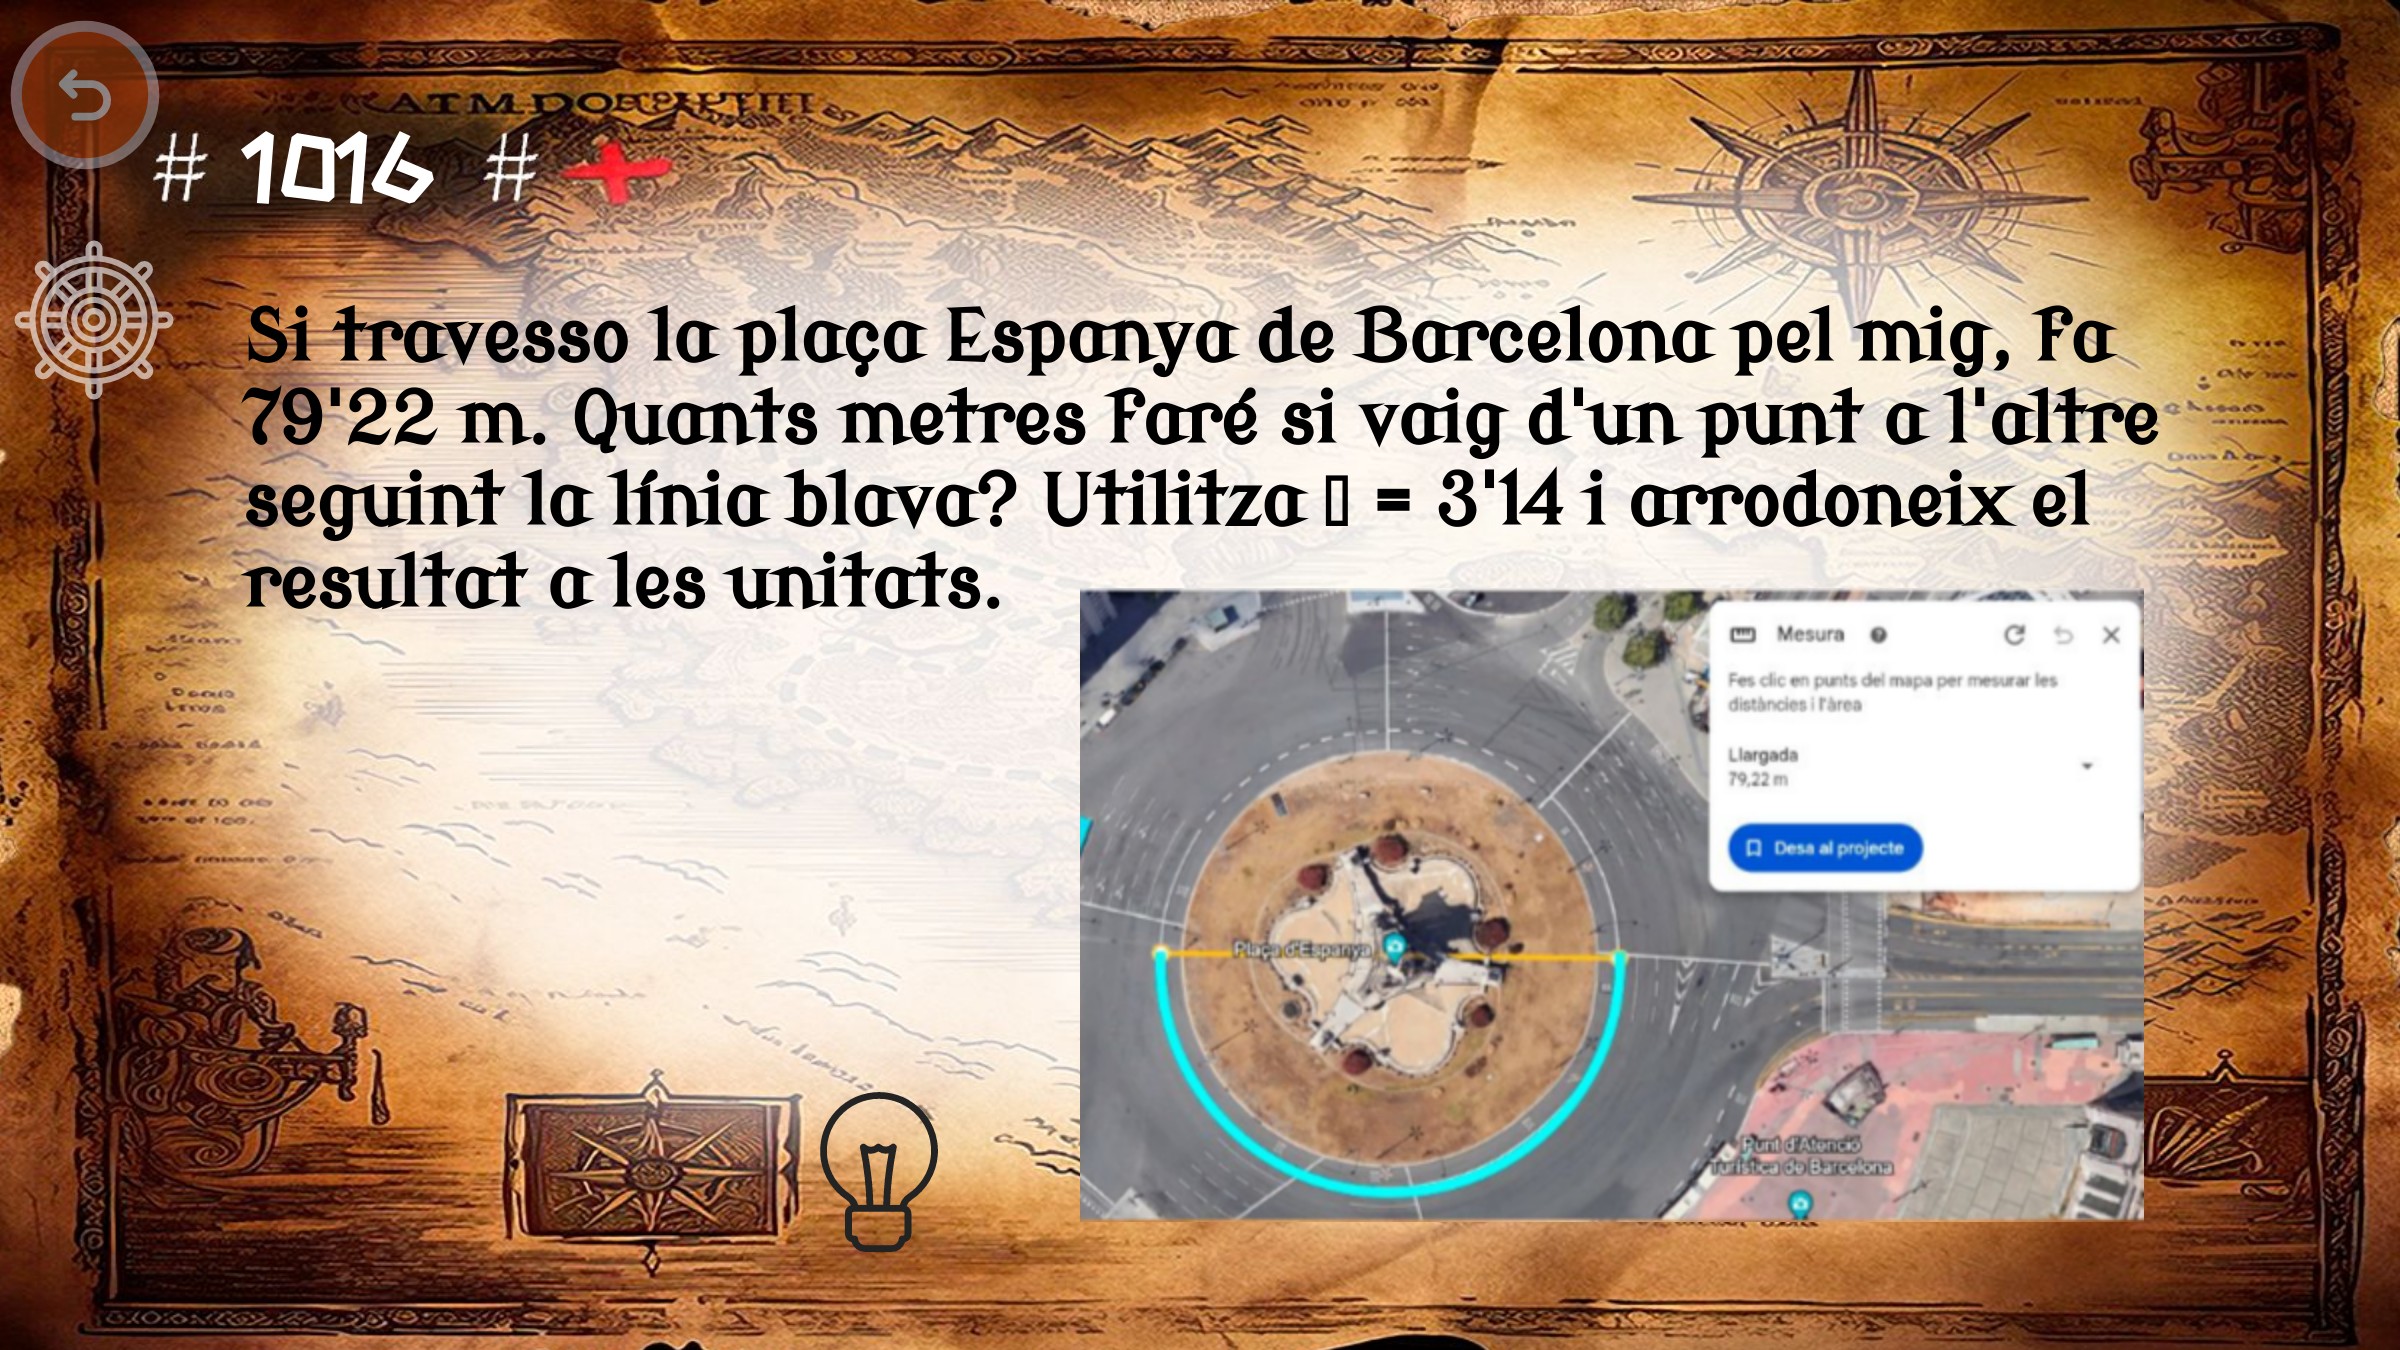 # 1016 #
Si travesso la plaça Espanya de Barcelona pel mig, fa
79'22 m. Quants metres faré si vaig d'un punt a l'altre
seguint la línia blava? Utilitza = 3'14 i arrodoneix el
resultat a les unitats.
Mesura
Fes clic en punts del mapa per mesurar les
distàncies i l'àrea
Llargada
79,22 m
Desa al projecte
Plaça d'Espanya
Punt d'Atenció
Turística de Barcelona